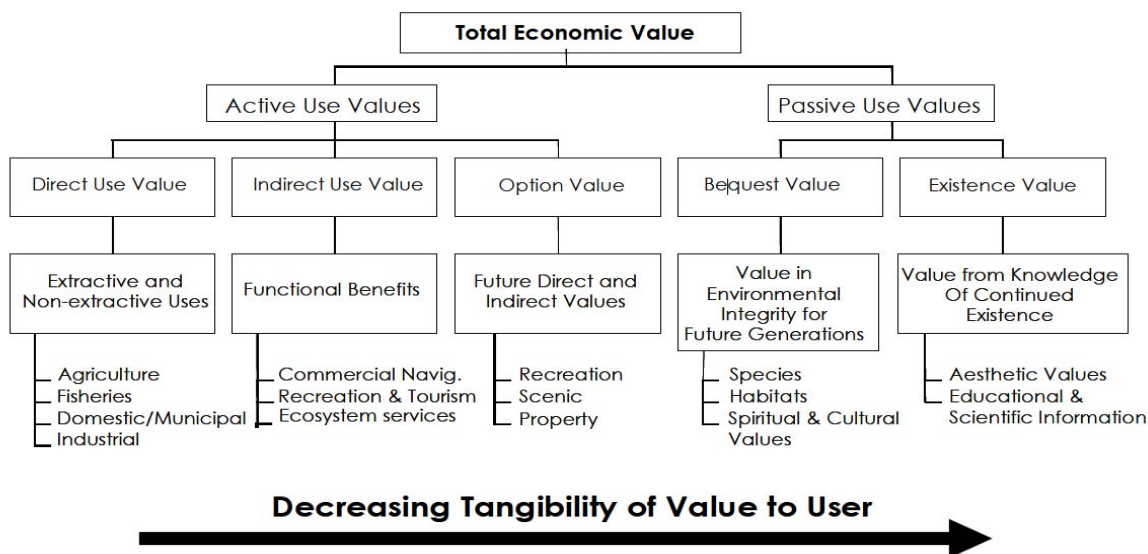 Total Economic Value
Active Use Values
Passive Use Values
Direct Use Value
Indirect Use Value
Option Value
Bequest Value
Existence Value
Extractive and
Non-extractive Uses
Functional Benefits
Future Direct and
Indirect Values
Value in
Environmental
Integrity for
Future Generations
Value from Knowledge
Of Continued
Existence
Agriculture
Fisheries
Domestic/Municipal
Industrial
Commercial Navig.
Recreation & Tourism
Ecosystem services
Recreation
Scenic
Property
Species
Habitats
Spiritual & Cultural
Values
Aesthetic Values
Educational &
Scientific Information
Decreasing Tangibility of Value to User